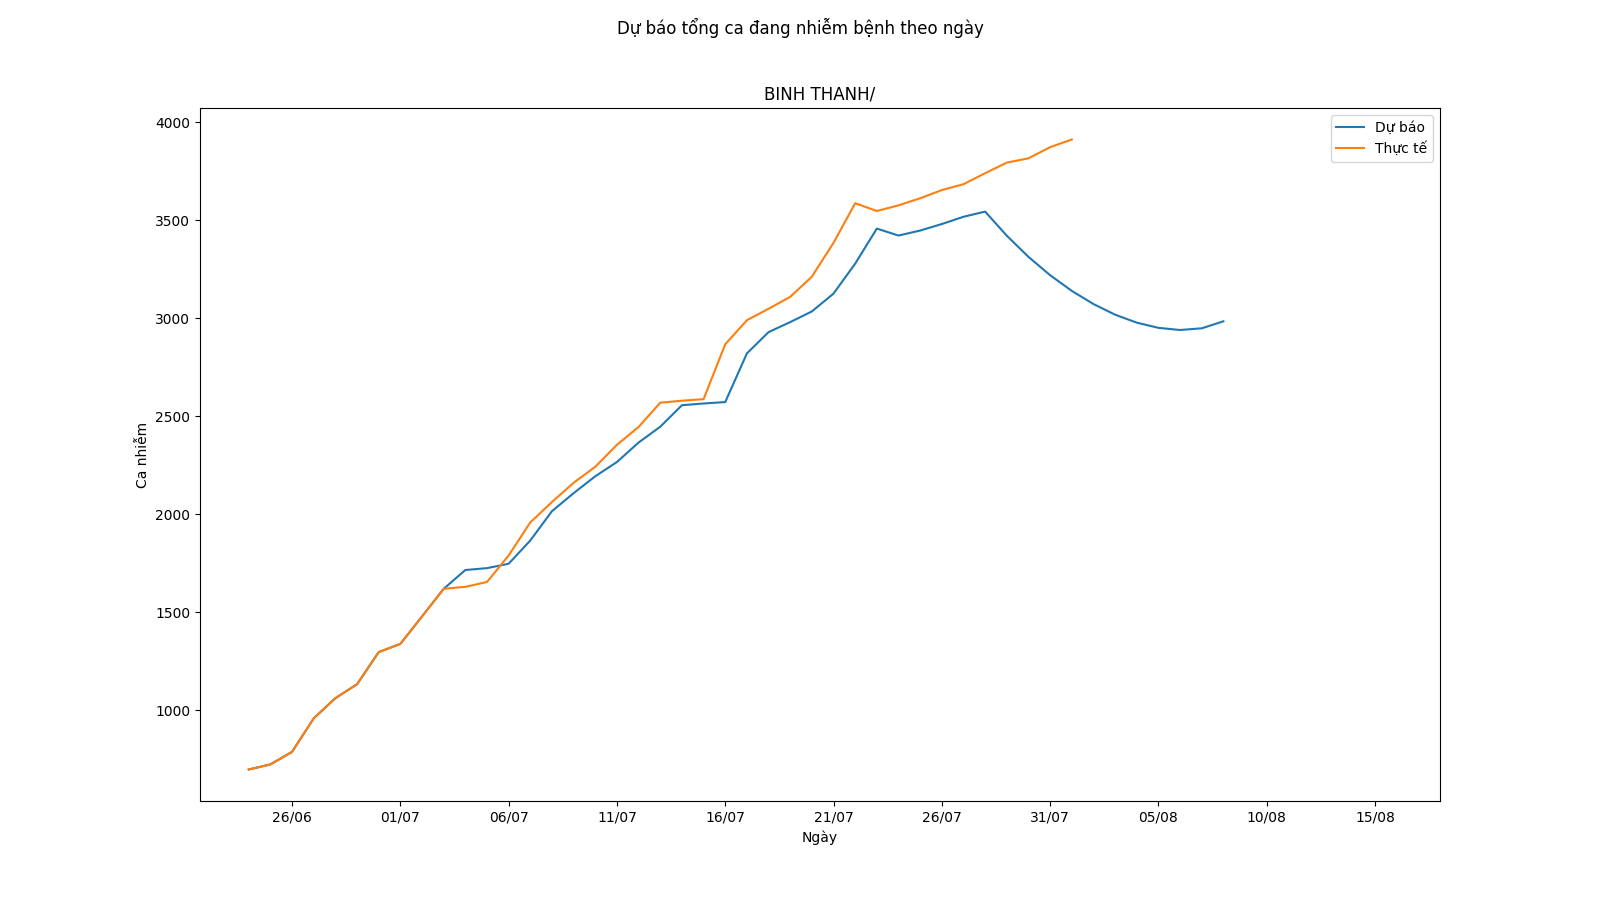 Dự báo tổng ca đang nhiễm bệnh theo ngày
BINH THANH/
Dự báo
Thực tế
4000
3500
3000
2500
2000
1500
1000
Ca nhiễm
26/06 01/07 06/07 11/07 16/07 21/07 26/07 31/07 05/08 10/08 15/08
Ngày